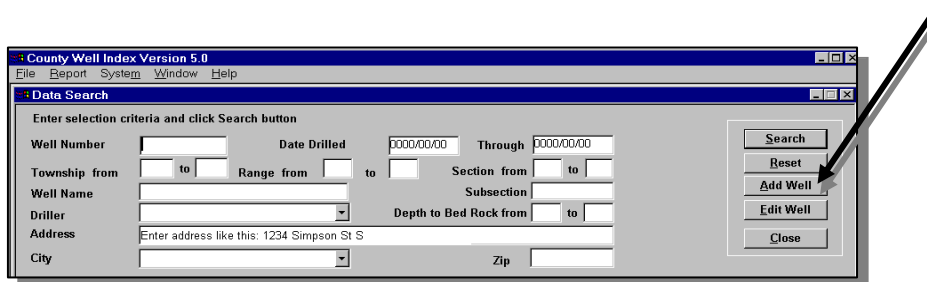 County Well Index Version 5.0
File Report System Window Help
Data Search
Enter selection criteria and click Search button
Well Number Date Drilled 0000/00/00 Through 0000/00/00 Search
Township from to Range from to Section from to Reset
Well Name Subsection Add Well
Driller Depth to Bed Rock from to Edit Well
Address Enter address like this: 1234 Simpson St S Close
City Zip